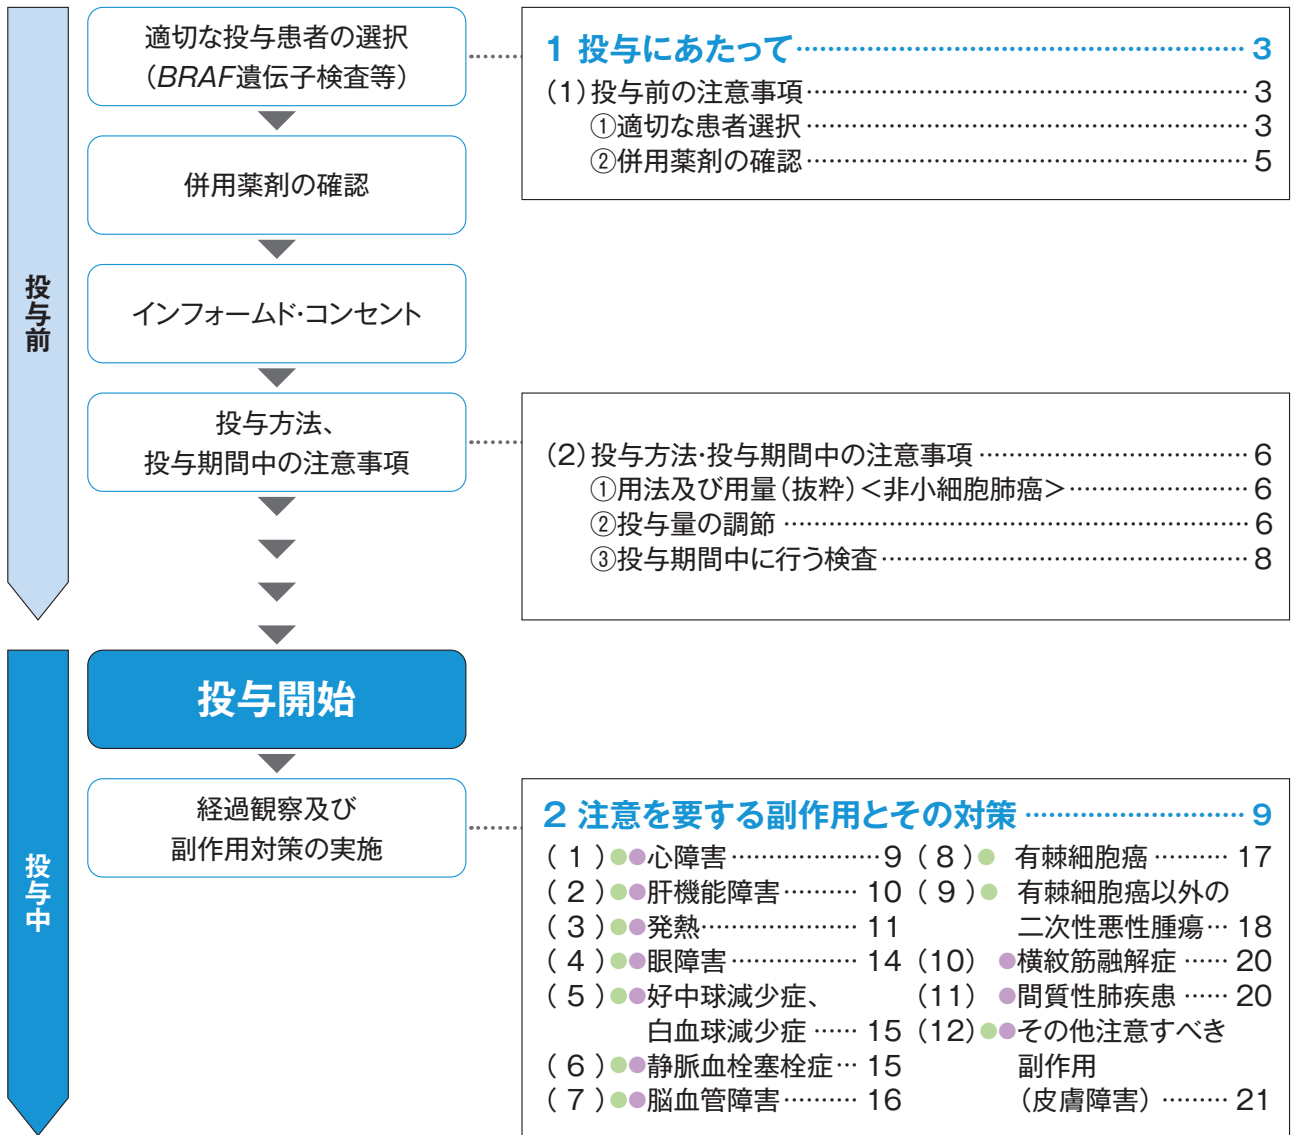 適切な投与患者の選択
（BRAF遺伝子検査等）
併用薬剤の確認
インフォームド・コンセント
投与方法、
投与期間中の注意事項
投与前
1 投与にあたって…………………………………………… 3
（1）投与前の注意事項…………………………………………… 3
①適切な患者選択…………………………………………… 3
②併用薬剤の確認…………………………………………… 5
（2）投与方法・投与期間中の注意事項………………………… 6
①用法及び用量（抜粋）＜非小細胞肺癌＞………………… 6
②投与量の調節……………………………………………… 6
③投与期間中に行う検査…………………………………… 8
投与開始
経過観察及び
副作用対策の実施
投与中
2 注意を要する副作用とその対策……………………… 9
（1）●●心障害…………………9
（2）●●肝機能障害………… 10
（3）●●発熱………………… 11
（4）●●眼障害……………… 14
（5）●●好中球減少症、
白血球減少症…… 15
（6）●●静脈血栓塞栓症… 15
（7）●●脳血管障害………… 16
（8）● 有棘細胞癌………… 17
（9）● 有棘細胞癌以外の
二次性悪性腫瘍… 18
（10） ●横紋筋融解症…… 20
（11） ●間質性肺疾患…… 20
（12）●●その他注意すべき
副作用
（皮膚障害）……… 21